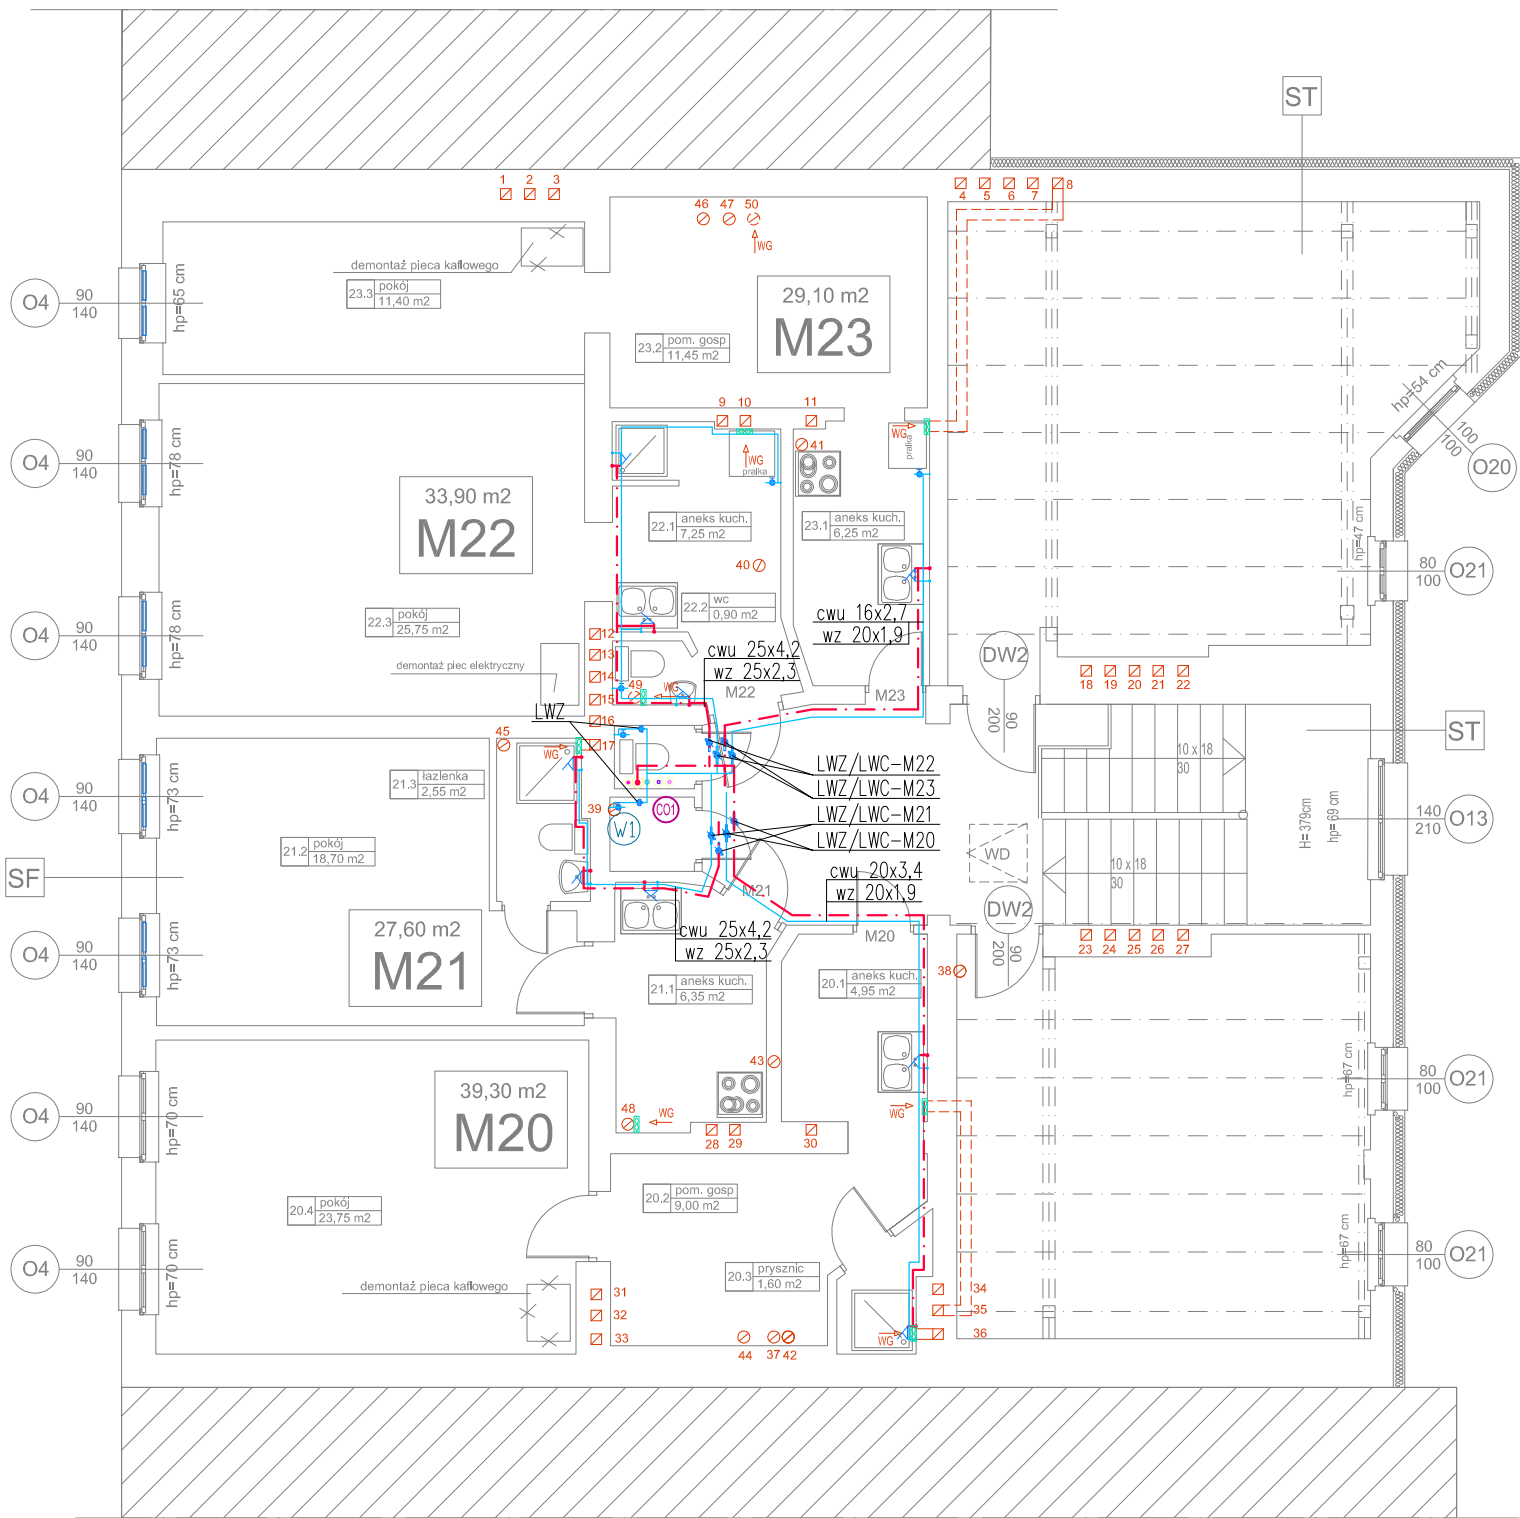 ST
1 2 3
4 5 6 7 8
46 47 50
WG
demontaż pieca kaflowego
23.3 pokój
11,40 m2
O4 90
140
hp=65 cm
29,10 m2
M23
23,2 pom. gosp
11,45 m2
hp=54 cm
100
100
O20
9 10 11
41
WG
pralka
WG
pralka
O4 90
140
hp=78 cm
33,90 m2
M22
22.1 aneks kuch.
7,25 m2
23.1 aneks kuch.
6,25 m2
hp=47 cm
80
100
O21
40
22.2 wc
0,90 m2
22.3 pokój
25,75 m2
O4 90
140
hp=78 cm
cwu 16x2,7
wz 20x1,9
12
13
14
15
16
17
49
WG
cwu 25x4,2
wz 25x2,3
M22
M23
DW2
90
200
18 19 20 21 22
demontaż piec elektryczny
LWZ
45
WG
ST
10 x 18
30
LWZ/LWC-M22
LWZ/LWC-M23
LWZ/LWC-M21
LWZ/LWC-M20
21.3 łazienka
2,55 m2
O4 90
140
hp=73 cm
39
W1
CO1
H=379cm
hp=69 cm
140
210
O13
21.2 pokój
18,70 m2
WD
10 x 18
30
SF
cwu 20x3,4
wz 20x1,9
M21
M20
DW2
90
200
23 24 25 26 27
27,60 m2
M21
cwu 25x4,2
wz 25x2,3
O4 90
140
hp=73 cm
38
21.1 aneks kuch.
6,35 m2
20.1 aneks kuch.
4,95 m2
43
39,30 m2
M20
hp=67 cm
80
100
O21
O4 90
140
hp=70 cm
48
WG
WG
28 29 30
20.2 pom. gosp
9,00 m2
20.4 pokój
23,75 m2
hp=67 cm
80
100
O21
O4 90
140
hp=70 cm
20.3 prysznic
1,60 m2
demontaż pieca kaflowego
31
32
33
34
35
36
WG
44 37 42